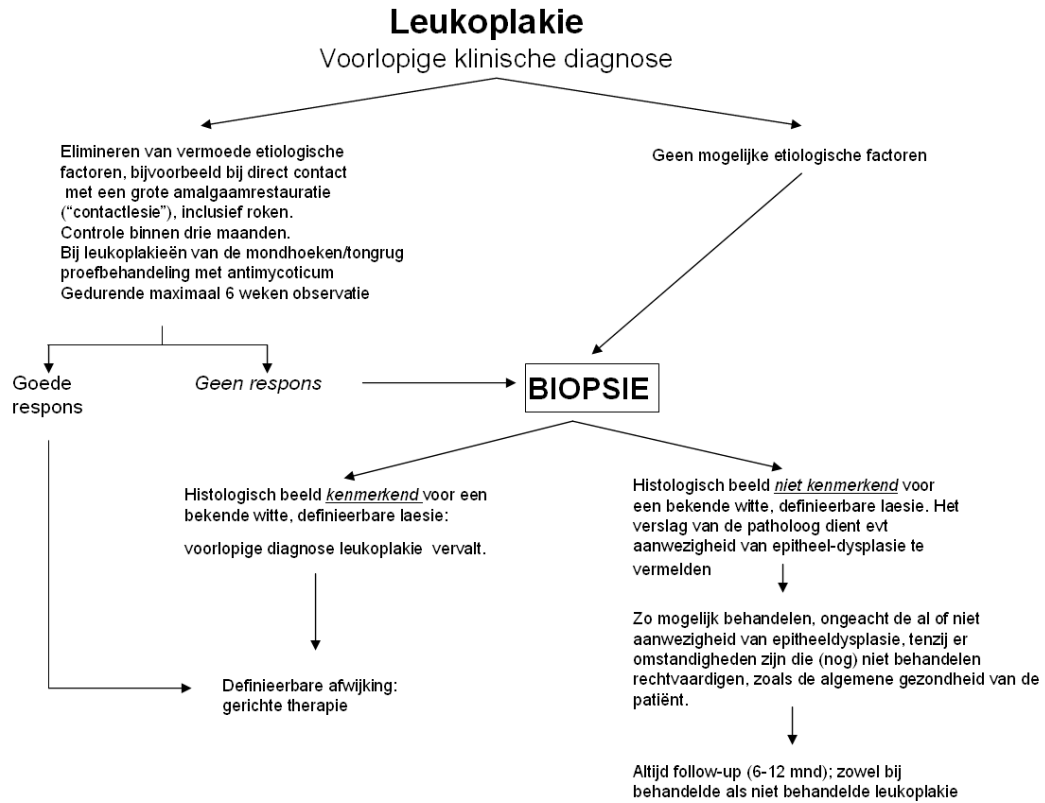 Leukoplakie
Voorlopige klinische diagnose
Elimineren van vermoede etiologische
factoren, bijvoorbeeld bij direct contact
met een grote amalgaamrestauratie
(“contactlesie”), inclusief roken.
Controle binnen drie maanden.
Bij leukoplakieën van de mondhoeken/tongrug
proefbehandeling met antimycoticum
Gedurende maximaal 6 weken observatie
Geen mogelijke etiologische factoren
Goede
respons
Geen respons
BIOPSIE
Histologisch beeld kenmerkend voor een
bekende witte, definieerbare laesie:
voorlopige diagnose leukoplakie vervalt.
Histologisch beeld niet kenmerkend voor
een bekende witte, definieerbare laesie. Het
verslag van de patholoog dient evt
aanwezigheid van epitheel-dysplasie te
vermelden
Zo mogelijk behandelen, ongeacht de al of niet
aanwezigheid van epitheeldysplasie, tenzij er
omstandigheden zijn die (nog) niet behandelen
rechtvaardigen, zoals de algemene gezondheid van de
patiënt.
Definieerbare afwijking:
gerichte therapie
Altijd follow-up (6-12 mnd); zowel bij
behandelde als niet behandelde leukoplakie